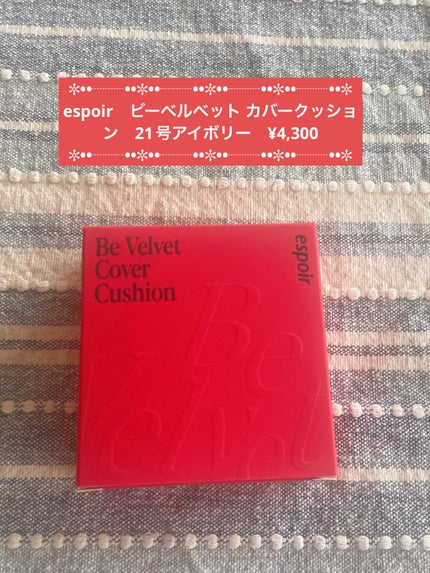 espoir　ビーベルベット カバークッショ
ン　21号アイボリー　¥4,300
Be Velvet
Cover
Cushion
espoir
Be
Velvet